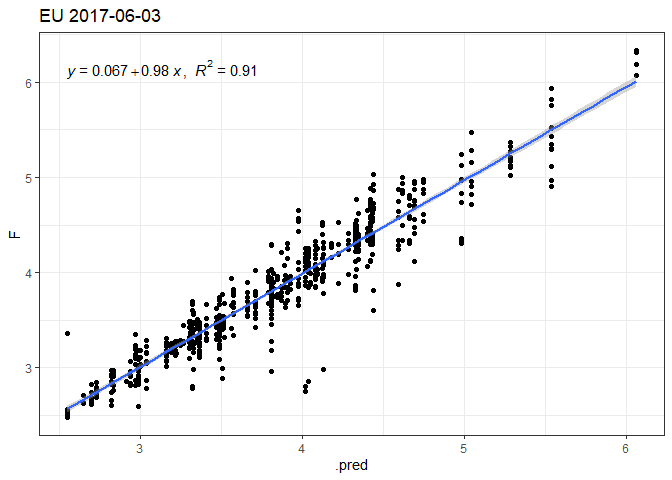 EU 2017-06-03
y = 0.067 + 0.98 x, R² = 0.91
6
5
4
3
F
3 4 5 6
.pred